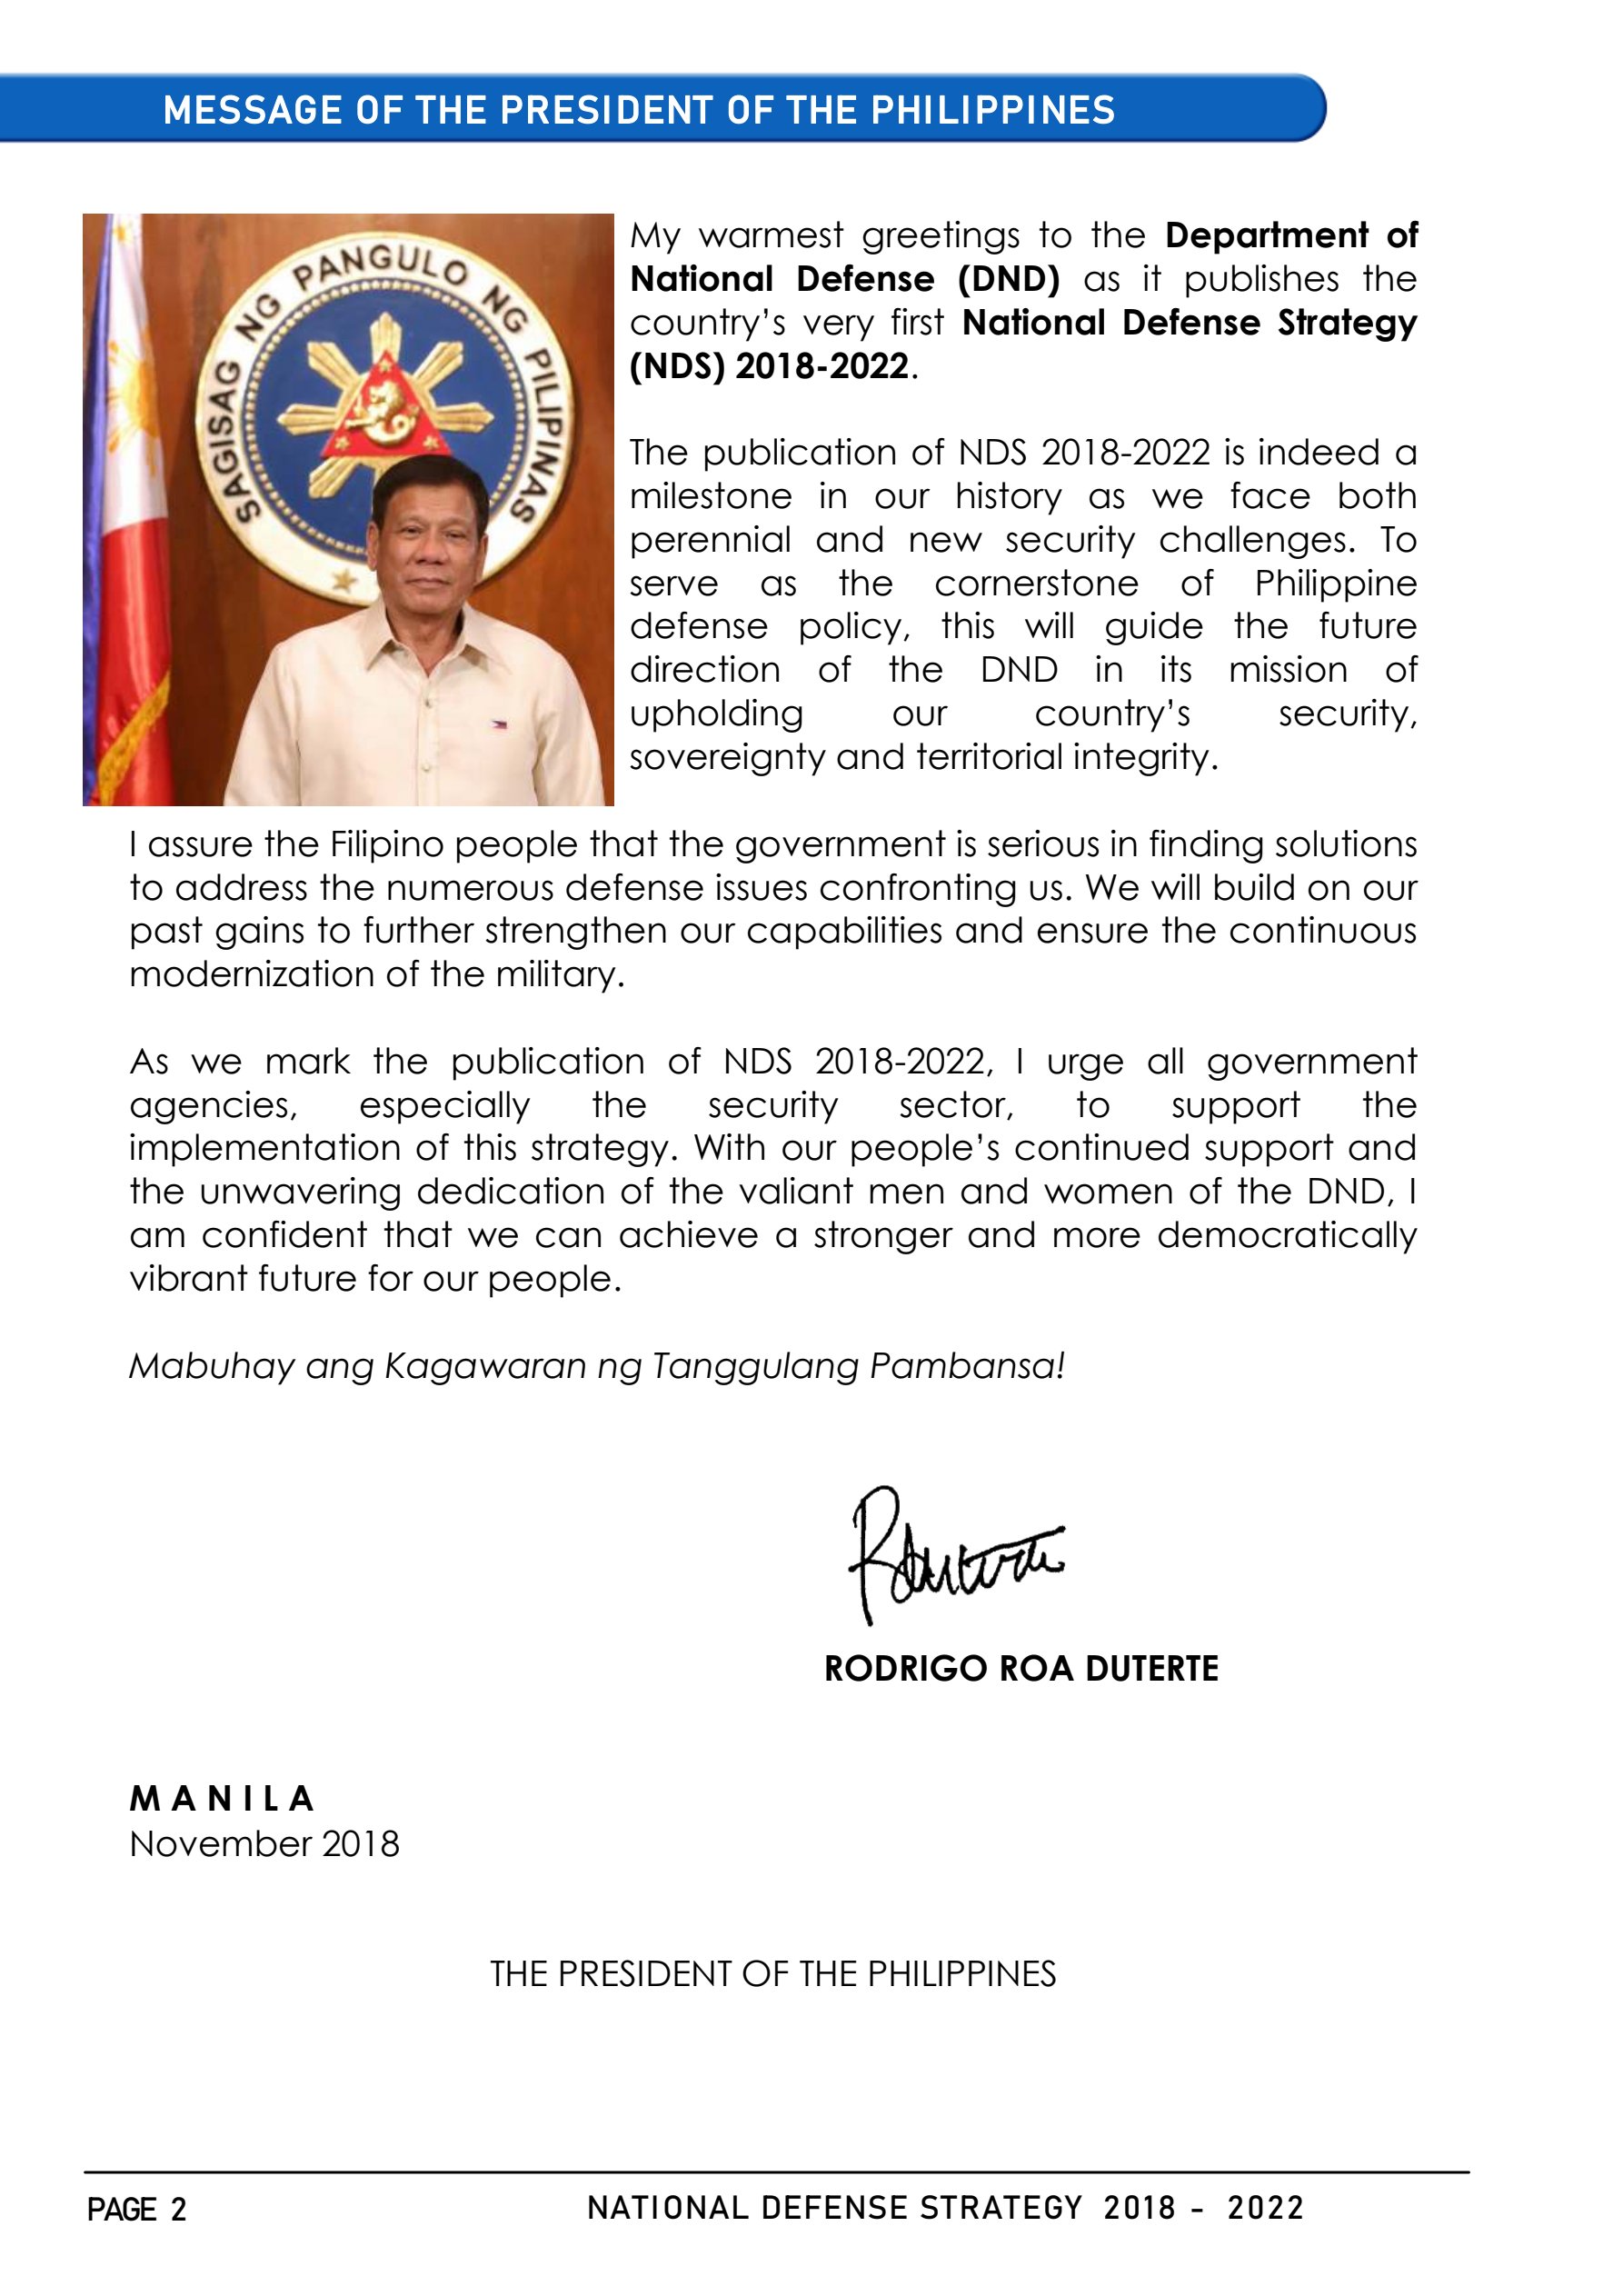 MESSAGE OF THE PRESIDENT OF THE PHILIPPINES
SAGISAG NG PANGULO NG PILIPINAS
My warmest greetings to the Department of
National Defense (DND) as it publishes the
country's very first National Defense Strategy
(NDS) 2018-2022.
The publication of NDS 2018-2022 is indeed a
milestone in our history as we face both
perennial and new security challenges. To
serve as the cornerstone of Philippine
defense policy, this will guide the future
direction of the DND in its mission of
upholding our country's security,
sovereignty and territorial integrity.
I assure the Filipino people that the government is serious in finding solutions
to address the numerous defense issues confronting us. We will build on our
past gains to further strengthen our capabilities and ensure the continuous
modernization of the military.
As we mark the publication of NDS 2018-2022, I urge all government
agencies, especially the security sector, to support the
implementation of this strategy. With our people's continued support and
the unwavering dedication of the valiant men and women of the DND, I
am confident that we can achieve a stronger and more democratically
vibrant future for our people.
Mabuhay ang Kagawaran ng Tanggulang Pambansa!
RODRIGO ROA DUTERTE
M A N I L A
November 2018
THE PRESIDENT OF THE PHILIPPINES
PAGE 2 NATIONAL DEFENSE STRATEGY 2018 - 2022